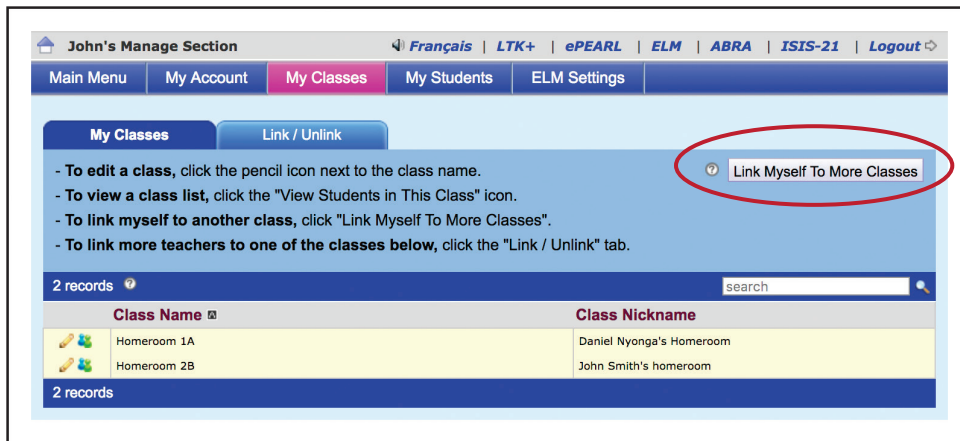 John's Manage Section Français | LTK+ | ePEARL | ELM | ABRA | ISIS-21 | Logout
Main Menu My Account My Classes My Students ELM Settings
My Classes Link / Unlink
- To edit a class, click the pencil icon next to the class name.
? Link Myself To More Classes
- To view a class list, click the "View Students in This Class" icon.
- To link myself to another class, click "Link Myself To More Classes".
- To link more teachers to one of the classes below, click the "Link / Unlink" tab.
2 records ? search
Class Name Class Nickname
Homeroom 1A Daniel Nyonga's Homeroom
Homeroom 2B John Smith's homeroom
2 records